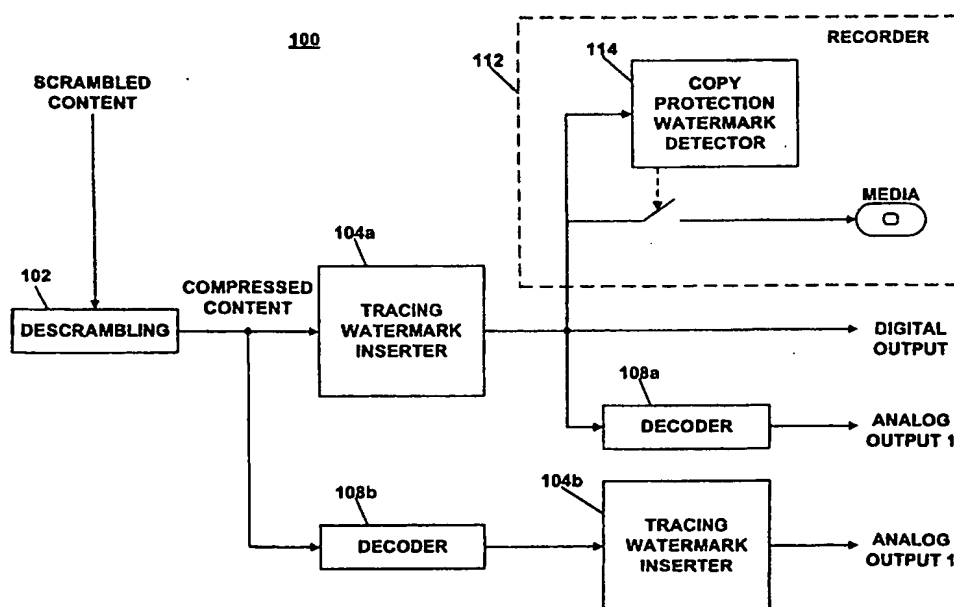 100
RECORDER
112
114
COPY
PROTECTION
WATERMARK
DETECTOR
MEDIA
SCRAMBLED
CONTENT
102
DESCRAMBLING
COMPRESSED
CONTENT
104a
TRACING
WATERMARK
INSERTER
DIGITAL
OUTPUT
108a
DECODER
ANALOG
OUTPUT 1
108b
DECODER
104b
TRACING
WATERMARK
INSERTER
ANALOG
OUTPUT 1